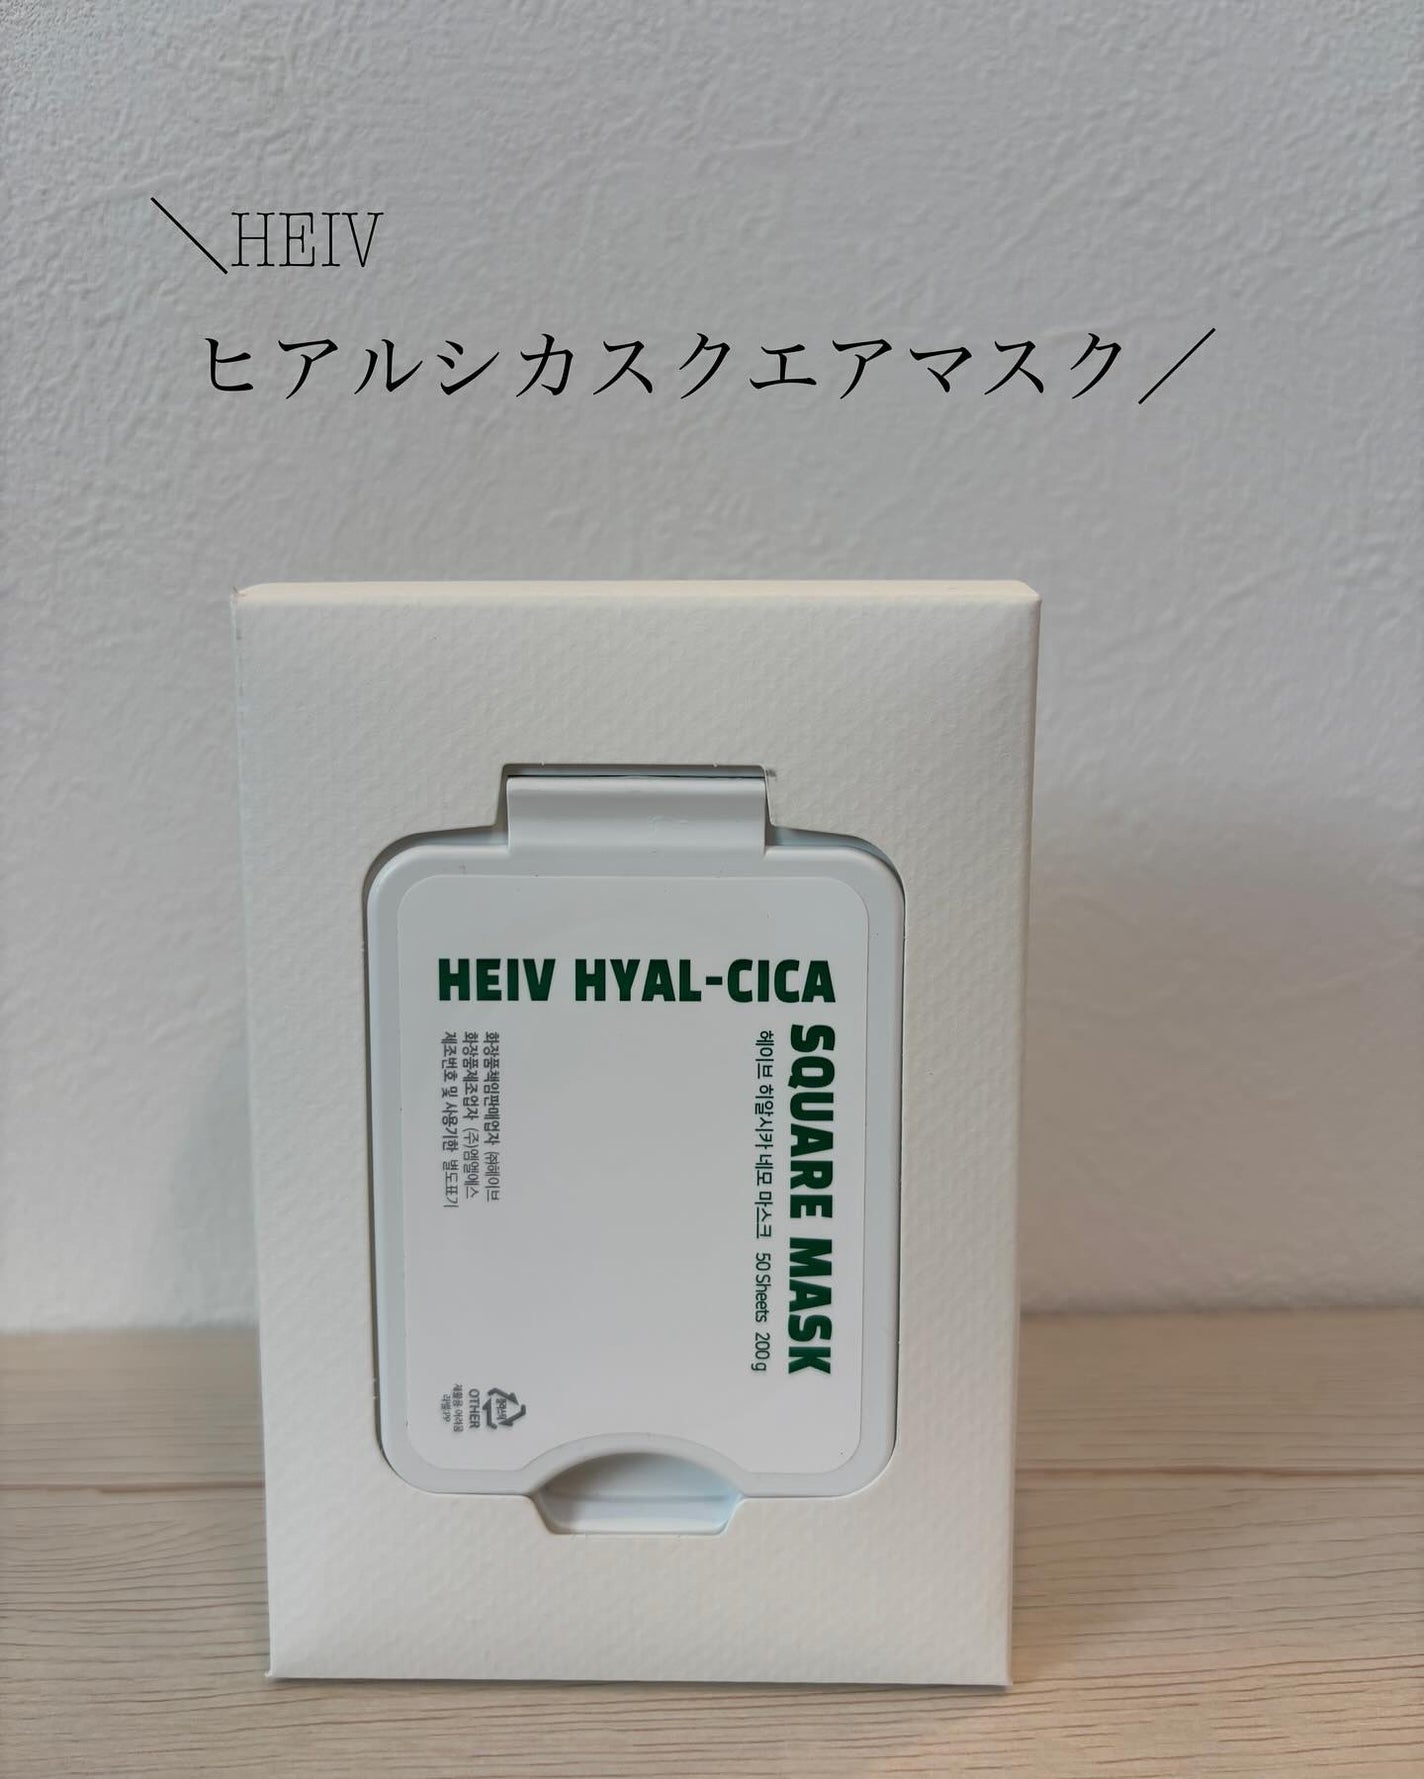 ＼HEIV
ヒアルシカスクエアマスク／
HEIV HYAL-CICA
SQUARE MASK
헤이브 히알시카 네모 마스크 50 Sheets 200g
화장품책임판매업자 ㈜헤이브
화장품제조업자 (주)엠엘에스
제조번호 및 사용기한 별도표기
OTHER